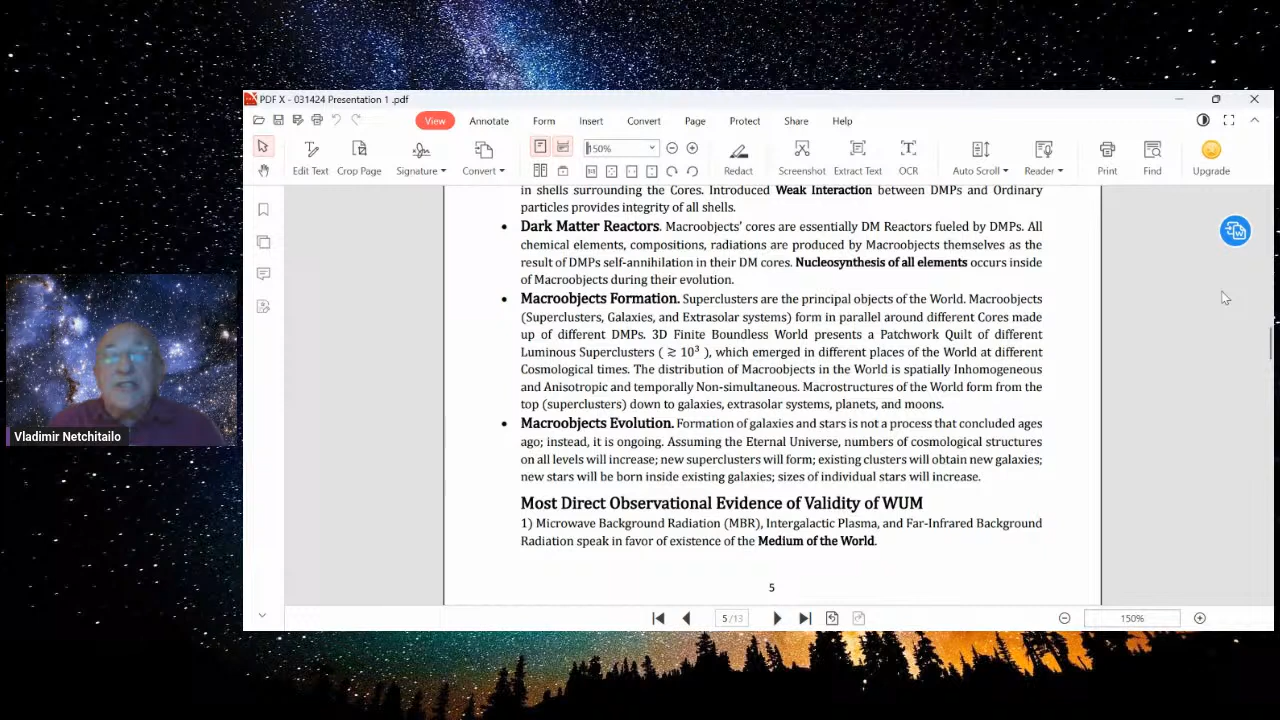 PDF X - 031424 Presentation 1 .pdf
View Annotate Form Insert Convert Page Protect Share Help
150%
Edit Text Crop Page Signature Convert Redact Screenshot Extract Text OCR Auto Scroll Reader Print Find Upgrade
in shells surrounding the Cores. Introduced Weak Interaction between DMPs and Ordinary
particles provides integrity of all shells.
• Dark Matter Reactors. Macroobjects' cores are essentially DM Reactors fueled by DMPs. All
chemical elements, compositions, radiations are produced by Macroobjects themselves as the
result of DMPs self-annihilation in their DM cores. Nucleosynthesis of all elements occurs inside
of Macroobjects during their evolution.
• Macroobjects Formation. Superclusters are the principal objects of the World. Macroobjects
(Superclusters, Galaxies, and Extrasolar systems) form in parallel around different Cores made
up of different DMPs. 3D Finite Boundless World presents a Patchwork Quilt of different
Luminous Superclusters ( ≳ 10³ ), which emerged in different places of the World at different
Cosmological times. The distribution of Macroobjects in the World is spatially Inhomogeneous
and Anisotropic and temporally Non-simultaneous. Macrostructures of the World form from the
top (superclusters) down to galaxies, extrasolar systems, planets, and moons.
• Macroobjects Evolution. Formation of galaxies and stars is not a process that concluded ages
ago; instead, it is ongoing. Assuming the Eternal Universe, numbers of cosmological structures
on all levels will increase; new superclusters will form; existing clusters will obtain new galaxies;
new stars will be born inside existing galaxies; sizes of individual stars will increase.
Most Direct Observational Evidence of Validity of WUM
1) Microwave Background Radiation (MBR), Intergalactic Plasma, and Far-Infrared Background
Radiation speak in favor of existence of the Medium of the World.
5
5 /13
150%
Vladimir Netchitailo